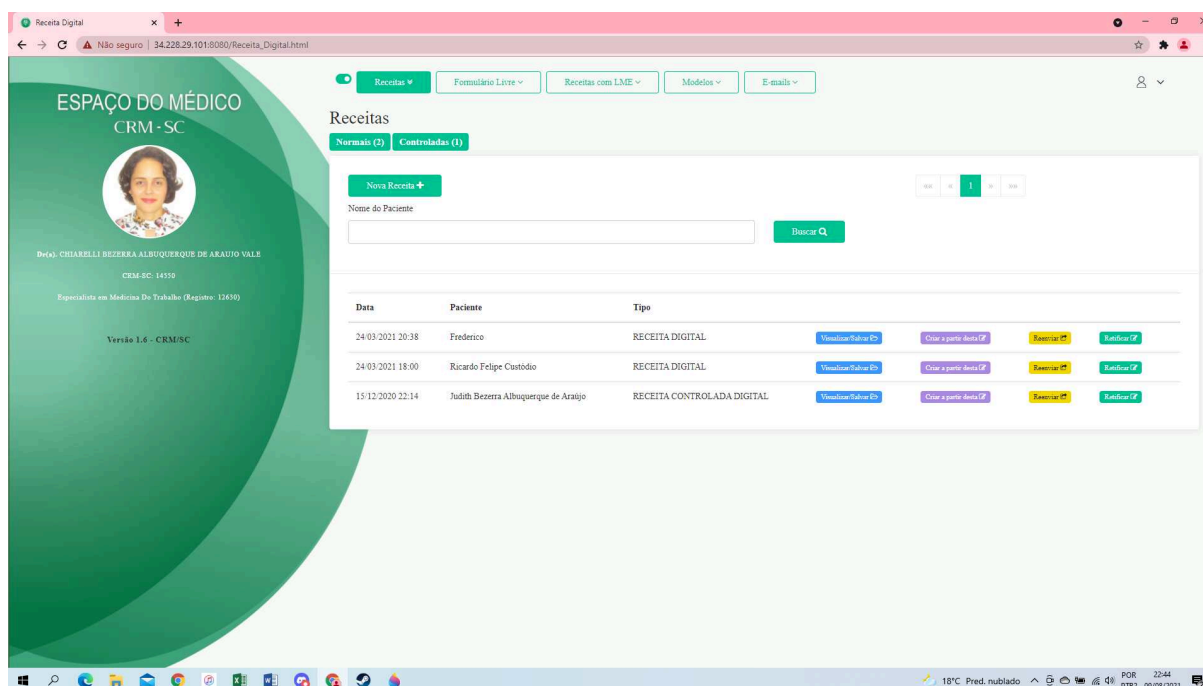 Receita Digital
Não seguro | 34.228.29.101:8080/Receita_Digital.html
ESPAÇO DO MÉDICO
CRM - SC
Dr(a). CHIARELLI BEZERRA ALBUQUERQUE DE ARAUJO VALE
CRM-SC: 14550
Especialista em Medicina Do Trabalho (Registro: 12630)
Versão 1.6 - CRM/SC
Receitas Formulário Livre Receitas com LME Modelos E-mails
Receitas
Normais (2) Controladas (1)
Nova Receita +
«« « 1 » »»
Nome do Paciente
Buscar
Data Paciente Tipo
24/03/2021 20:38 Frederico RECEITA DIGITAL Visualizar/Salvar Criar a partir desta Reenviar Retificar
24/03/2021 18:00 Ricardo Felipe Custódio RECEITA DIGITAL Visualizar/Salvar Criar a partir desta Reenviar Retificar
15/12/2020 22:14 Judith Bezerra Albuquerque de Araújo RECEITA CONTROLADA DIGITAL Visualizar/Salvar Criar a partir desta Reenviar Retificar
18°C Pred. nublado POR 22:44
PTB2 09/08/2021